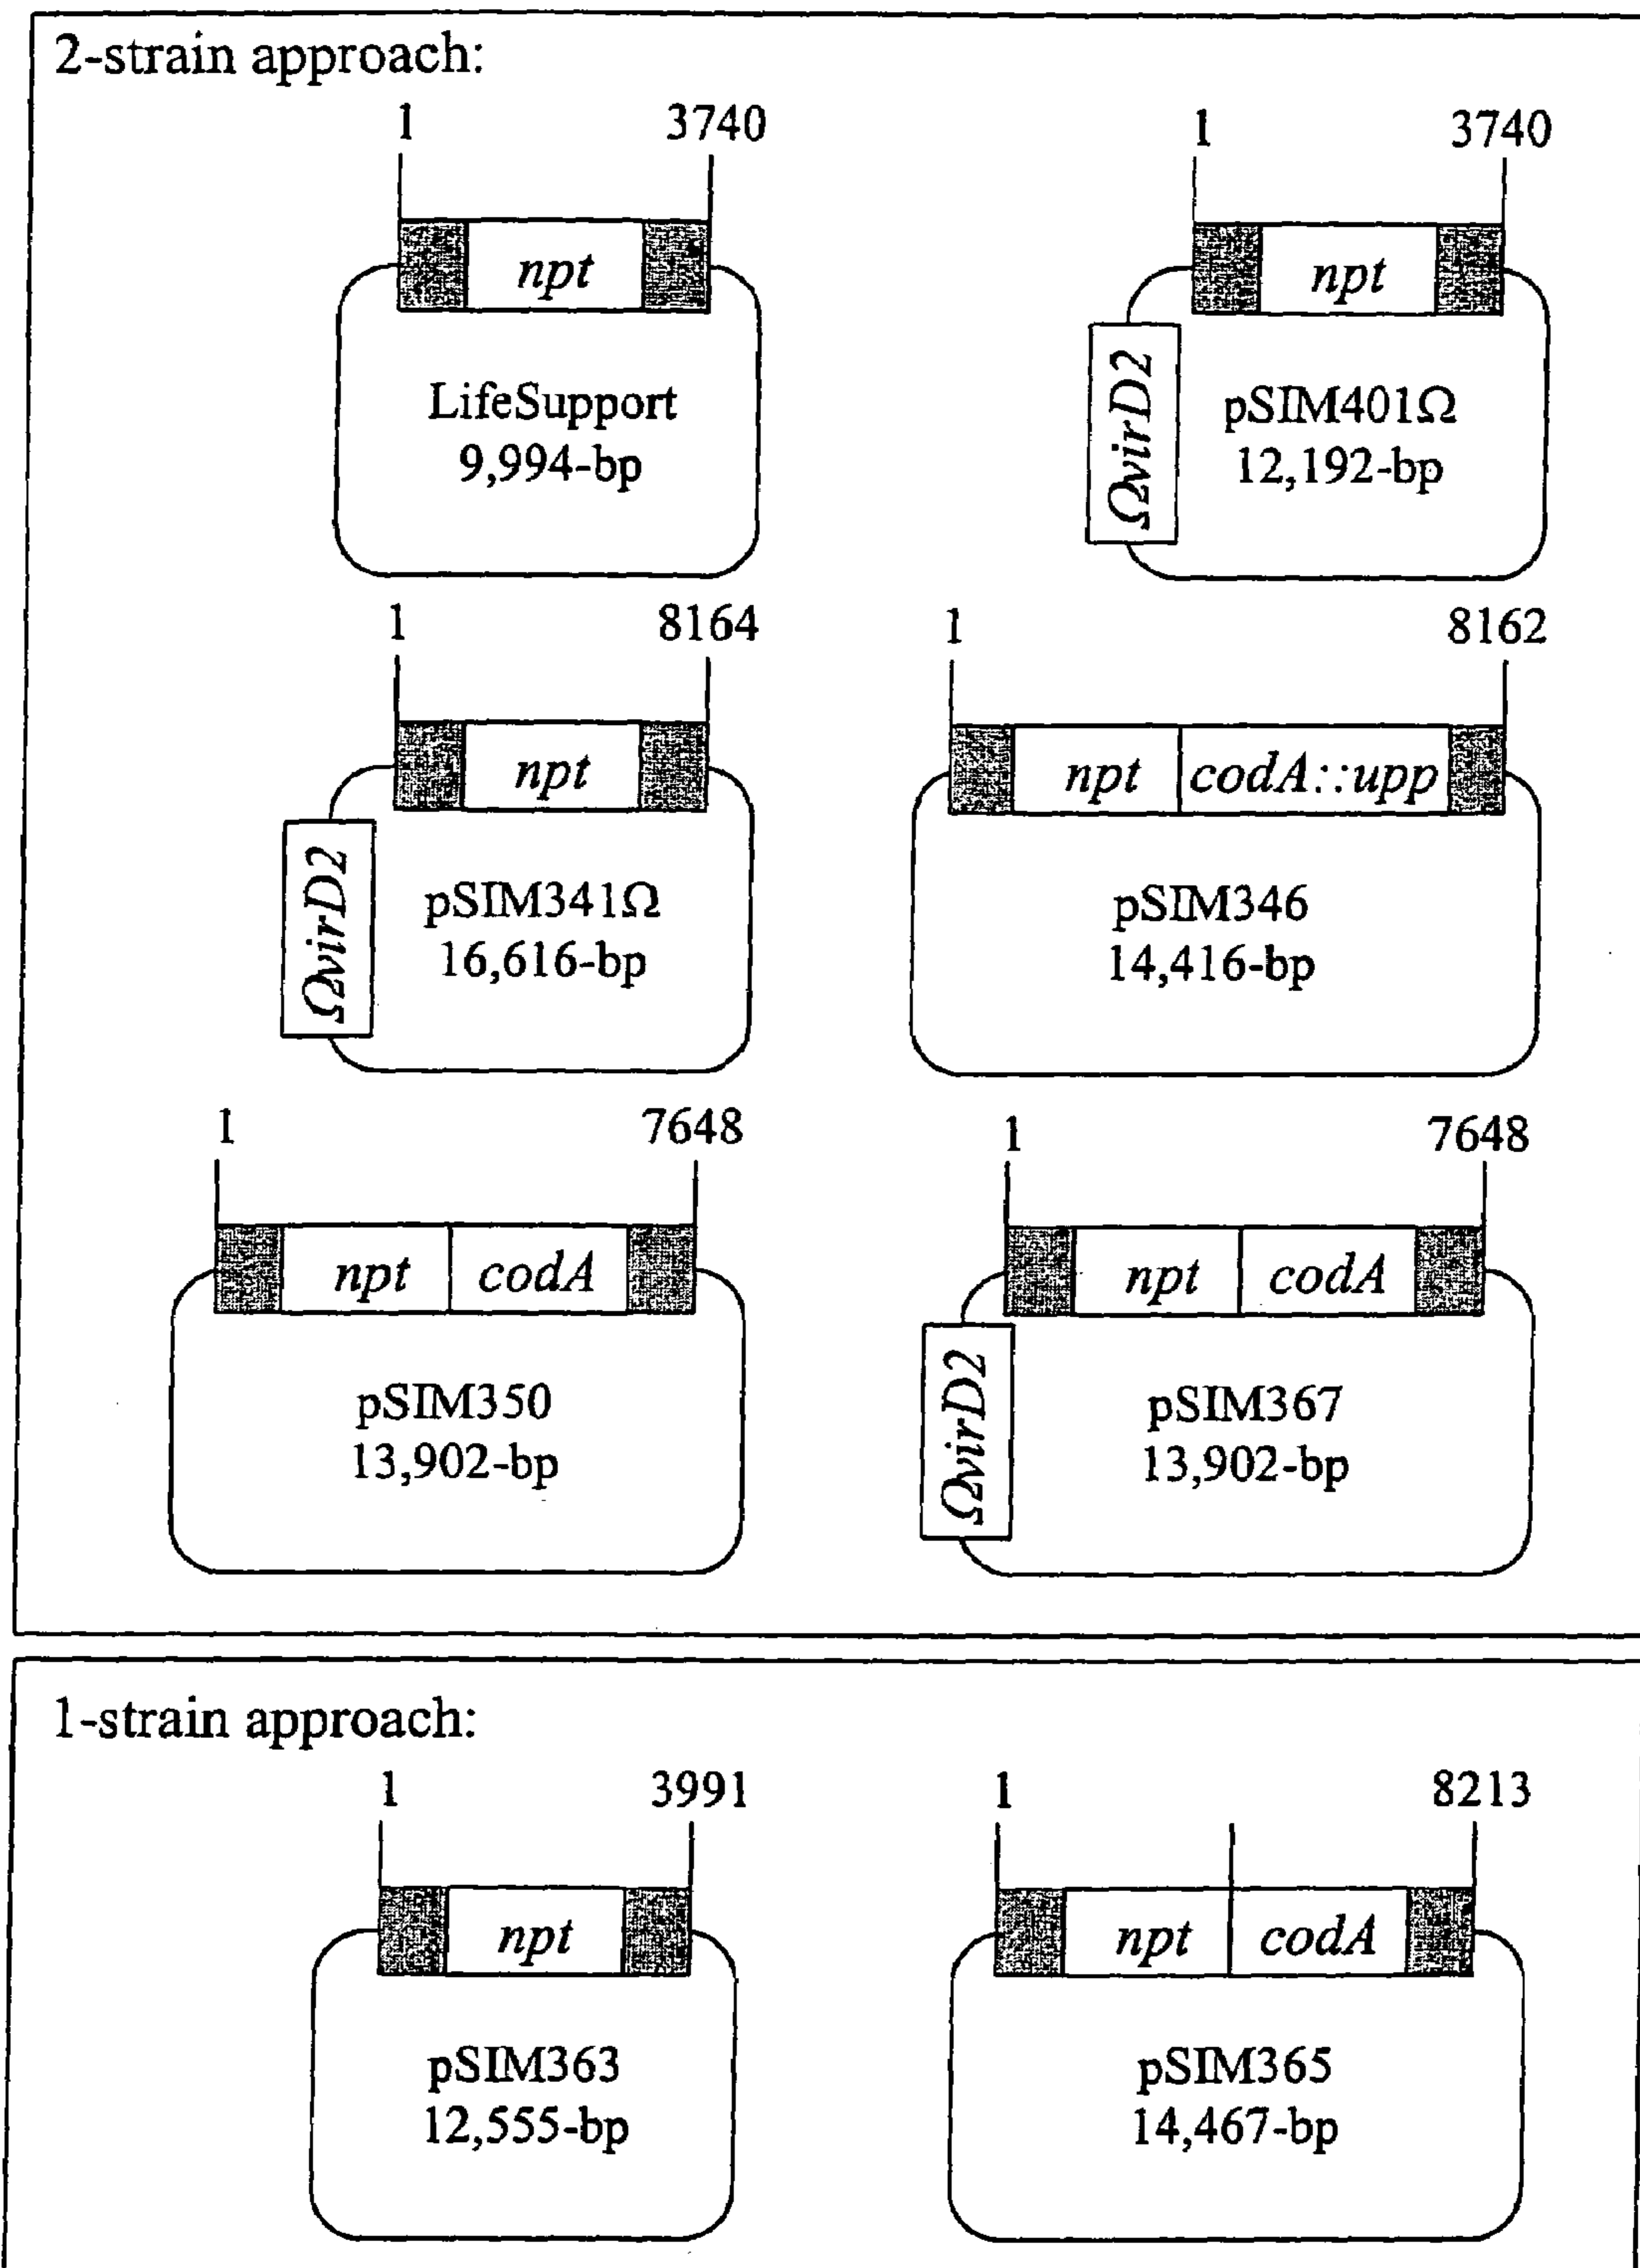 2-strain approach:
1 3740
npt
LifeSupport
9,994-bp
1 3740
npt
ΩvirD2
pSIM401Ω
12,192-bp
1 8164
npt
ΩvirD2
pSIM341Ω
16,616-bp
1 8162
npt codA::upp
pSIM346
14,416-bp
1 7648
npt codA
pSIM350
13,902-bp
1 7648
npt codA
ΩvirD2
pSIM367
13,902-bp
1-strain approach:
1 3991
npt
pSIM363
12,555-bp
1 8213
npt codA
pSIM365
14,467-bp